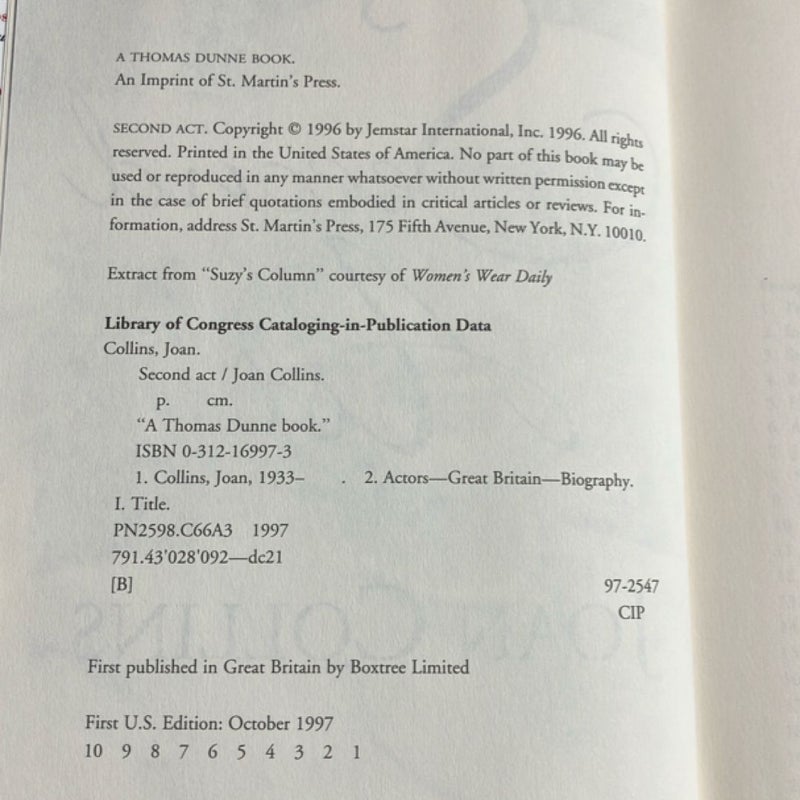 A THOMAS DUNNE BOOK.
An Imprint of St. Martin's Press.
SECOND ACT. Copyright © 1996 by Jemstar International, Inc. 1996. All rights
reserved. Printed in the United States of America. No part of this book may be
used or reproduced in any manner whatsoever without written permission except
in the case of brief quotations embodied in critical articles or reviews. For in-
formation, address St. Martin's Press, 175 Fifth Avenue, New York, N.Y. 10010.
Extract from "Suzy's Column" courtesy of Women's Wear Daily
Library of Congress Cataloging-in-Publication Data
Collins, Joan.
Second act / Joan Collins.
p. cm.
"A Thomas Dunne book."
ISBN 0-312-16997-3
1. Collins, Joan, 1933– . 2. Actors—Great Britain—Biography.
I. Title.
PN2598.C66A3 1997
791.43'028'092—dc21
[B] 97-2547
CIP
JOAN COLLINS
First published in Great Britain by Boxtree Limited
First U.S. Edition: October 1997
10 9 8 7 6 5 4 3 2 1